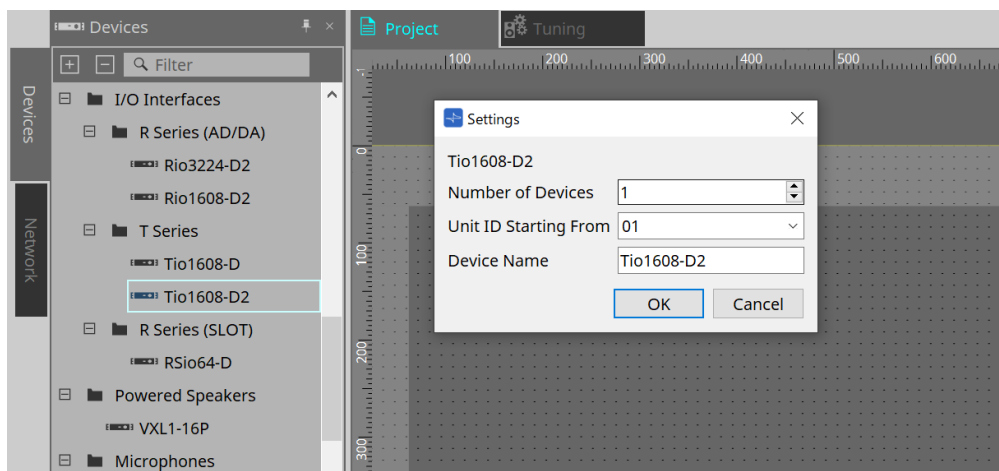 Devices
Filter
I/O Interfaces
R Series (AD/DA)
Rio3224-D2
Rio1608-D2
T Series
Tio1608-D
Tio1608-D2
R Series (SLOT)
RSio64-D
Powered Speakers
VXL1-16P
Microphones
Devices
Network
Project
Tuning
100 200 300 400 500 600
0
100
200
300
Settings
Tio1608-D2
Number of Devices 1
Unit ID Starting From 01
Device Name Tio1608-D2
OK Cancel